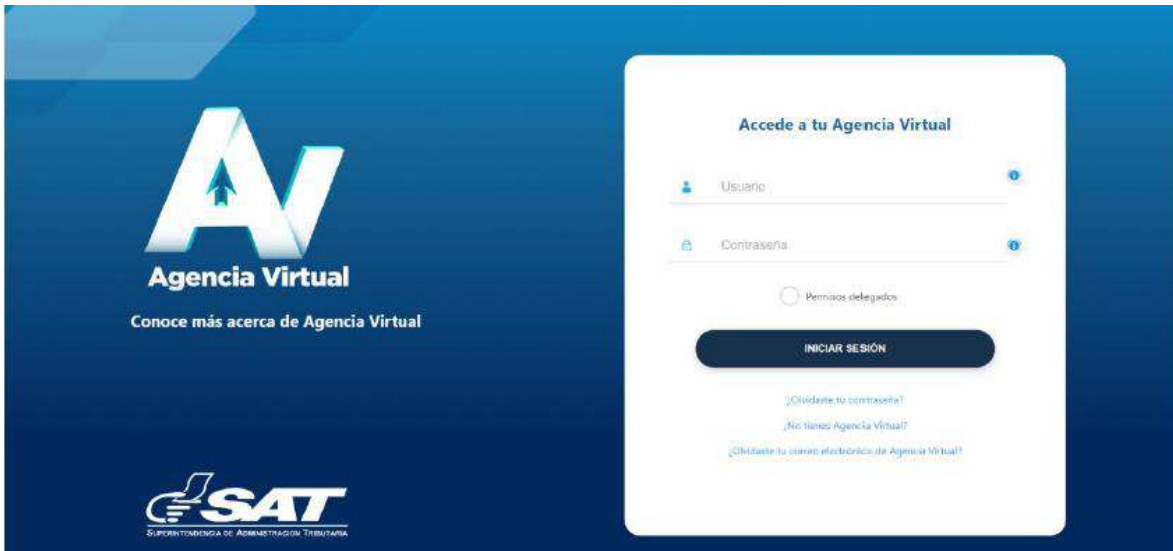 AV
Agencia Virtual
Conoce más acerca de Agencia Virtual
SAT
SUPERINTENDENCIA DE ADMINISTRACIÓN TRIBUTARIA
Accede a tu Agencia Virtual
Usuario
Contraseña
Permisos delegados
INICIAR SESIÓN
¿Olvidaste tu contraseña?
¿No tienes Agencia Virtual?
¿Olvidaste tu correo electrónico de Agencia Virtual?